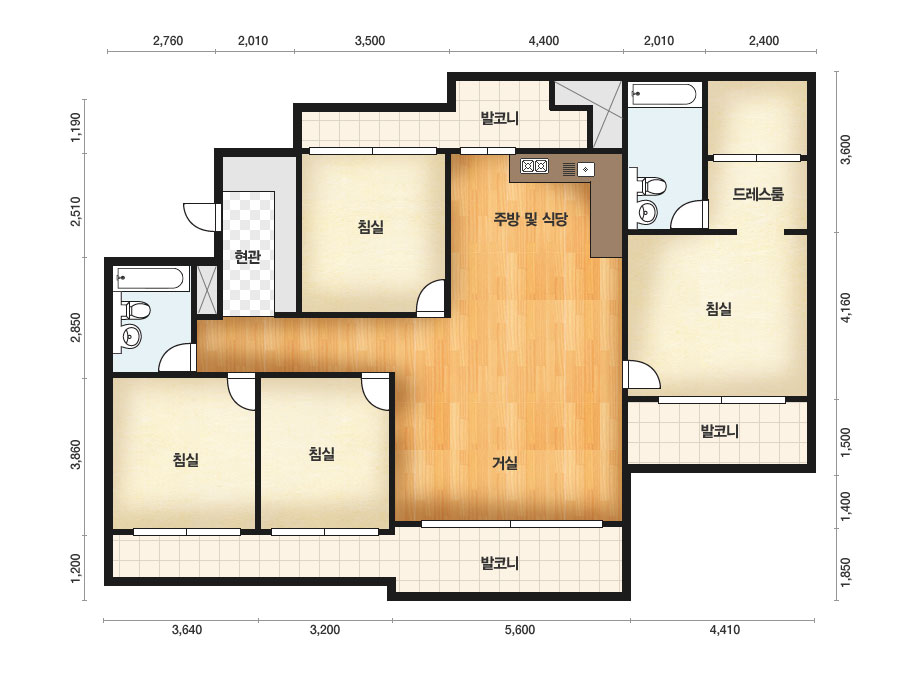 2,760
2,010
3,500
4,400
2,010
2,400
1,190
2,510
2,850
3,860
1,200
3,600
4,160
1,500
1,400
1,850
발코니
드레스룸
주방 및 식당
침실
현관
침실
발코니
침실
침실
거실
발코니
3,640
3,200
5,600
4,410